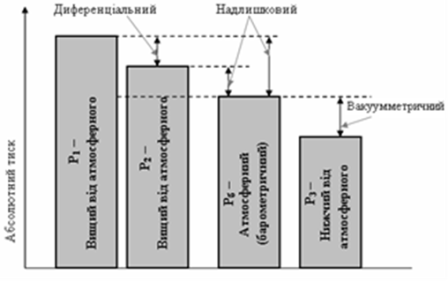 Диференціальний
Надлишковий
Вакуумметричний
Абсолютний тиск
P1 –
Вищий від атмосферного
P2 –
Вищий від атмосферного
Pб –
Атмосферний
(барометричний)
P3 –
Нижчий від
атмосферного